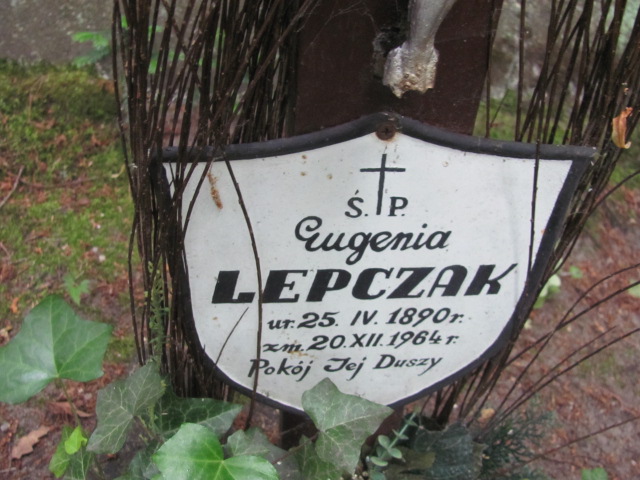 Ś. P.
Eugenia
LEPCZAK
ur. 25. IV. 1890 r.
zm. 20. XII. 1964 r.
Pokój Jej Duszy